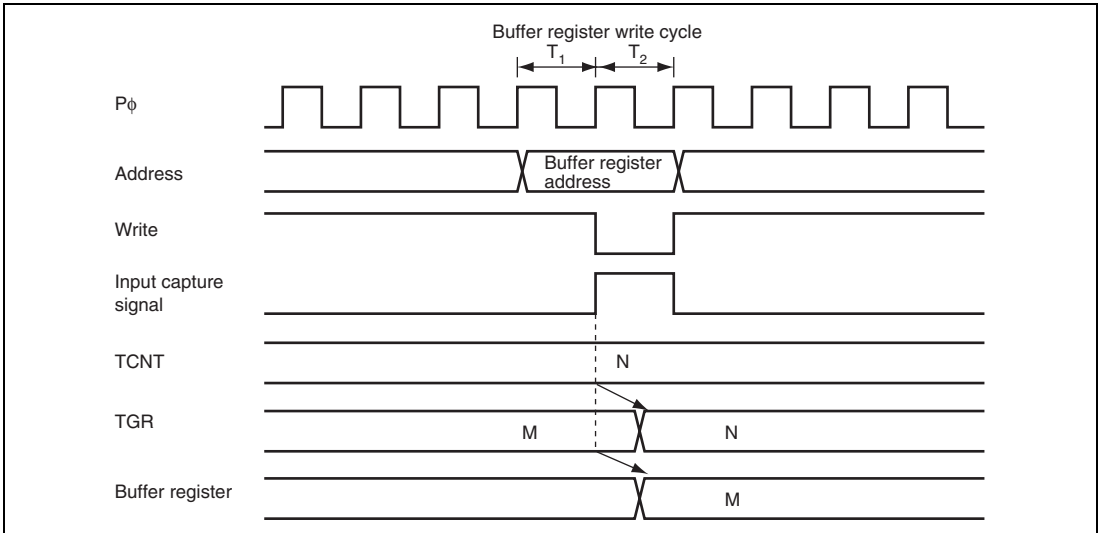 Buffer register write cycle
T1 T2
Pϕ
Address
Buffer register
address
Write
Input capture
signal
TCNT
N
TGR
M N
Buffer register
M